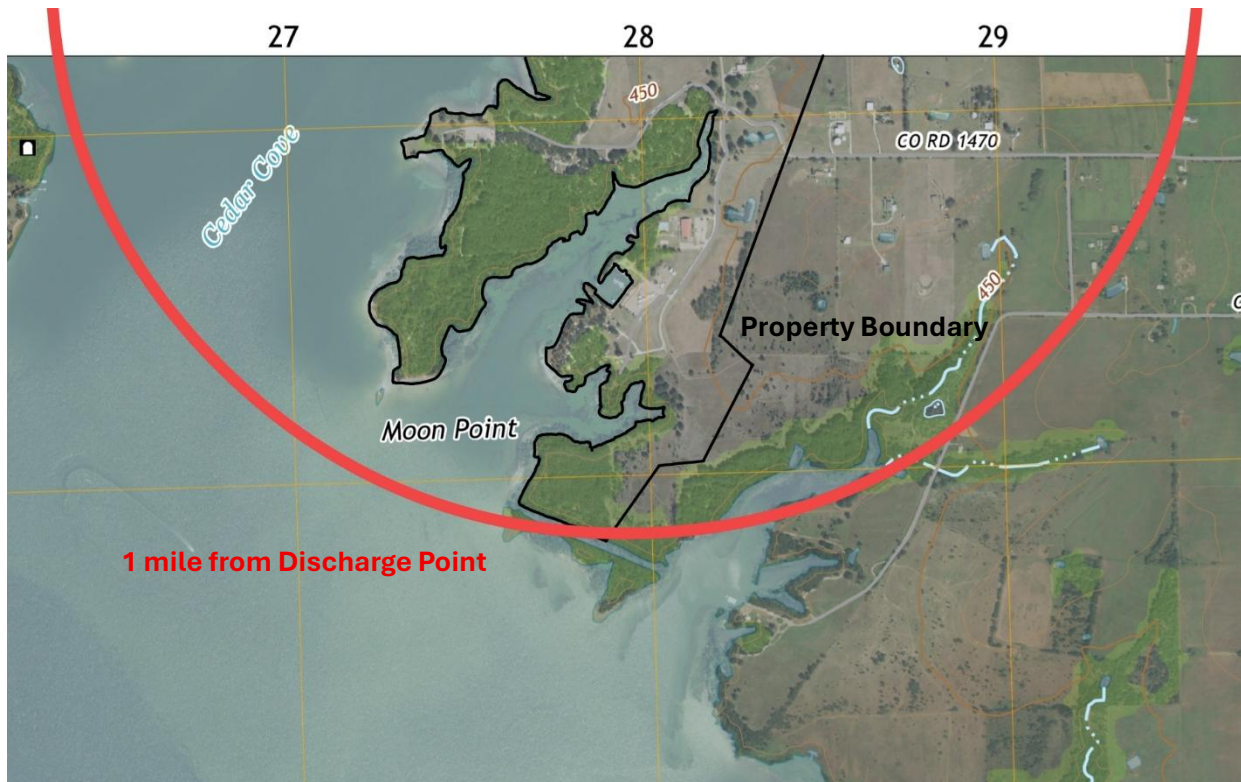 27
28
29
450
CO RD 1470
Cedar Cove
450
Property Boundary
Moon Point
1 mile from Discharge Point